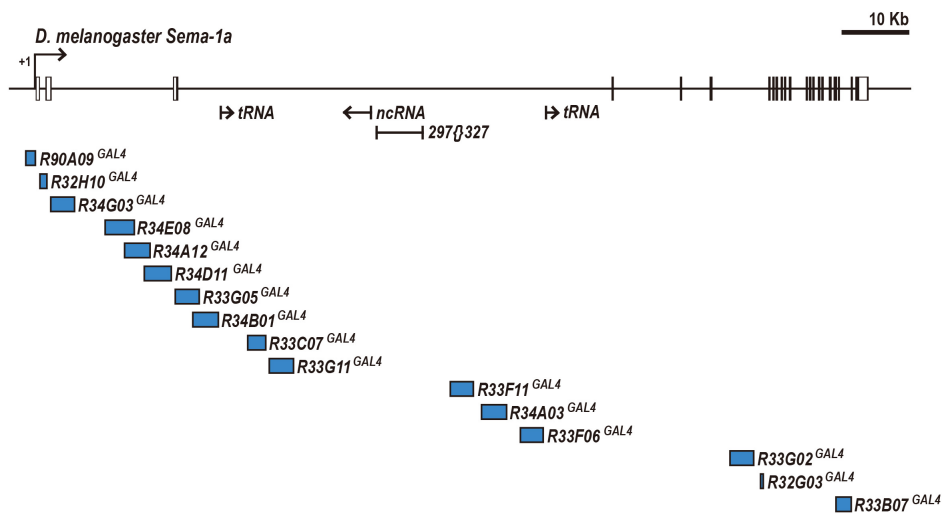 10 Kb
D. melanogaster Sema-1a
+1
tRNA
ncRNA
tRNA
297{}327
R90A09 GAL4
R32H10 GAL4
R34G03 GAL4
R34E08 GAL4
R34A12 GAL4
R34D11 GAL4
R33G05 GAL4
R34B01 GAL4
R33C07 GAL4
R33G11 GAL4
R33F11 GAL4
R34A03 GAL4
R33F06 GAL4
R33G02 GAL4
R32G03 GAL4
R33B07 GAL4